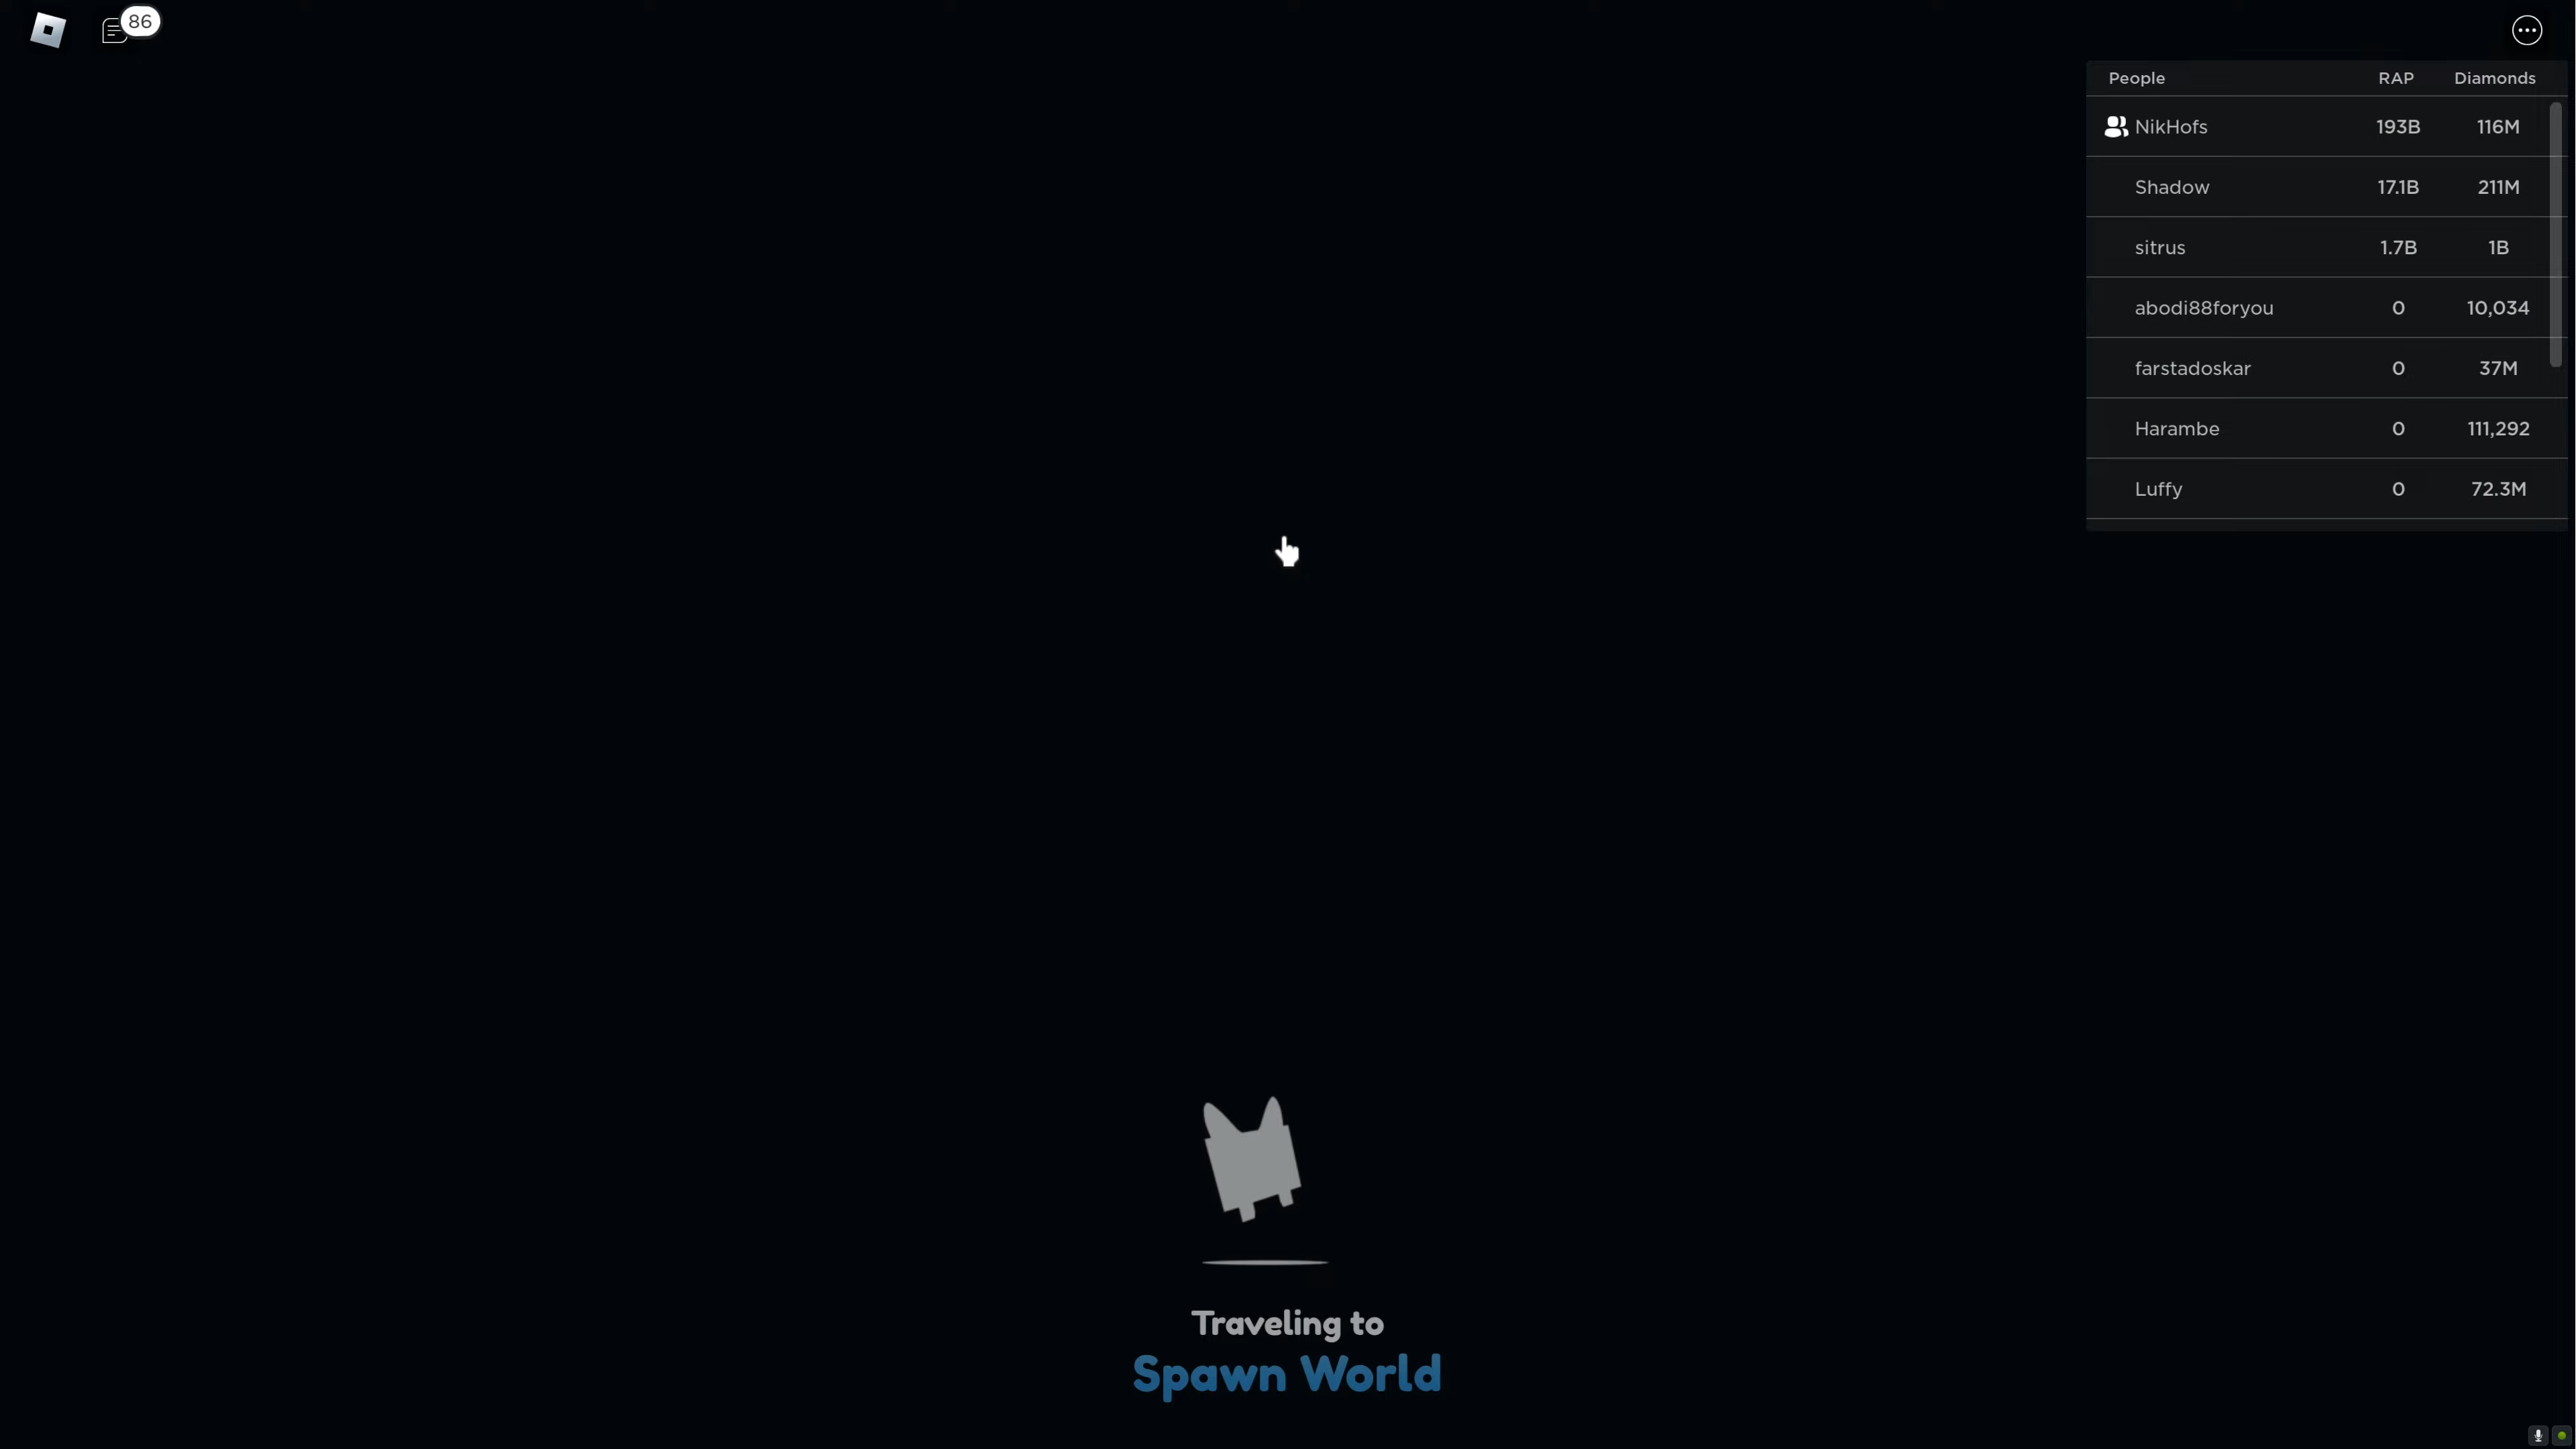 86
People RAP Diamonds
NikHofs 193B 116M
Shadow 17.1B 211M
sitrus 1.7B 1B
abodi88foryou 0 10,034
farstadoskar 0 37M
Harambe 0 111,292
Luffy 0 72.3M
Traveling to
Spawn World